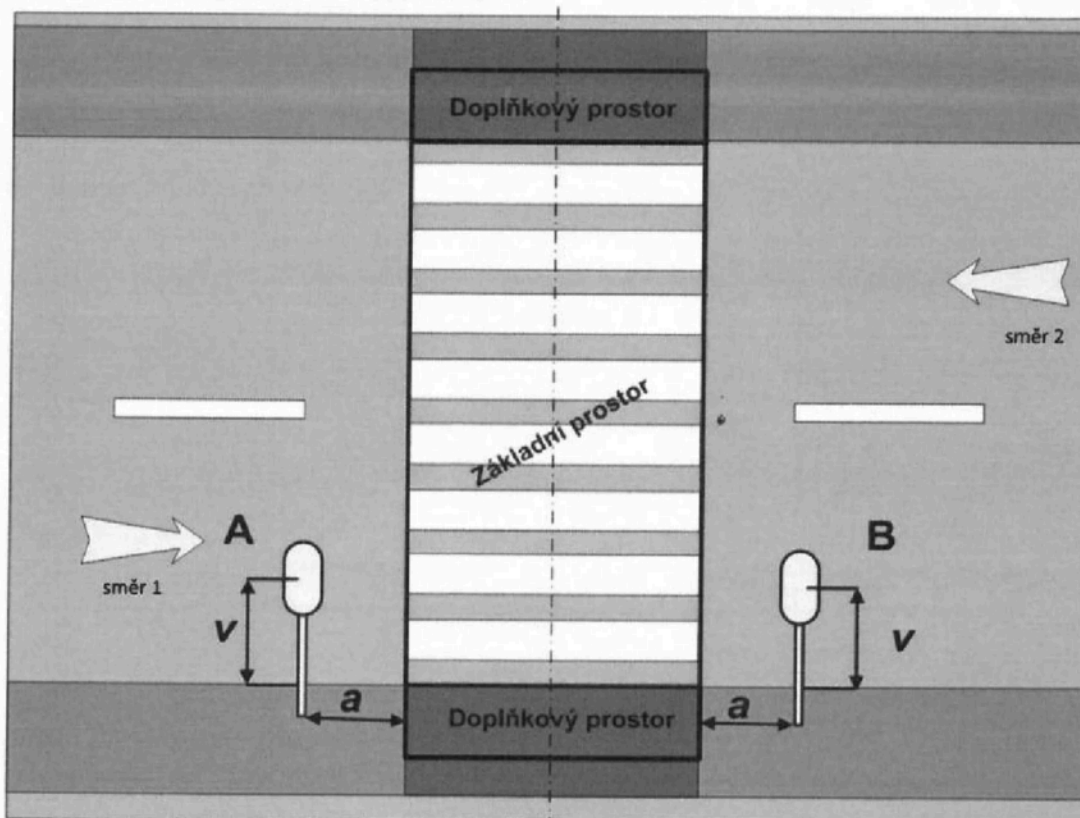 Doplňkový prostor
směr 2
Základní prostor
A
B
směr 1
v
v
a
a
Doplňkový prostor